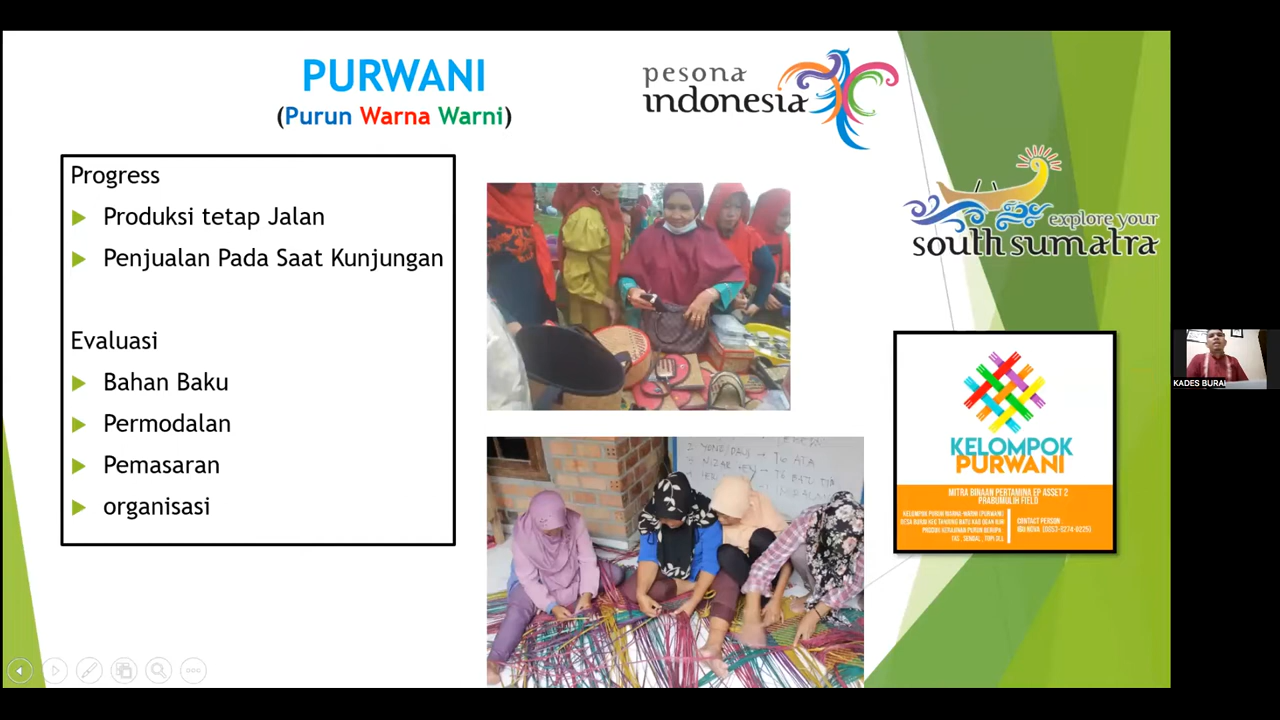 PURWANI
(Purun Warna Warni)
pesona
indonesia
Progress
Produksi tetap Jalan
Penjualan Pada Saat Kunjungan
Evaluasi
Bahan Baku
Permodalan
Pemasaran
organisasi
explore your
south sumatra
KELOMPOK
PURWANI
MITRA BINAAN PERTAMINA EP ASSET 2
PRABUMULIH FIELD
CONTACT PERSON
KADES BURAI